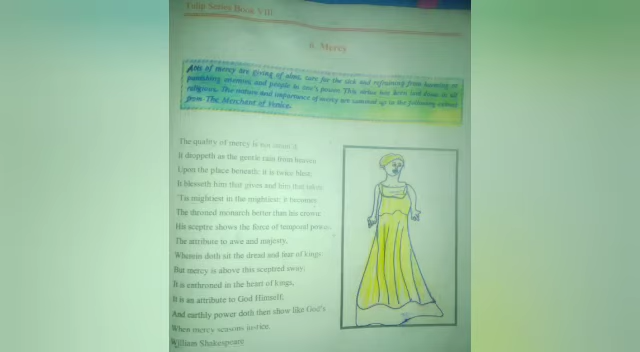 Tulip Series Book VIII
6. Mercy
Acts of mercy are giving of alms, care for the sick and refraining from harming or
punishing enemies and people in one's power. This virtue has been laid down in all
religions. The nature and importance of mercy are summed up in the following extract
from The Merchant of Venice.
The quality of mercy is not strain'd,
It droppeth as the gentle rain from heaven
Upon the place beneath: it is twice blest;
It blesseth him that gives and him that takes:
'Tis mightiest in the mightiest: it becomes
The throned monarch better than his crown;
His sceptre shows the force of temporal power,
The attribute to awe and majesty,
Wherein doth sit the dread and fear of kings;
But mercy is above this sceptred sway;
It is enthroned in the heart of kings,
It is an attribute to God Himself;
And earthly power doth then show like God's
When mercy seasons justice.
William Shakespeare